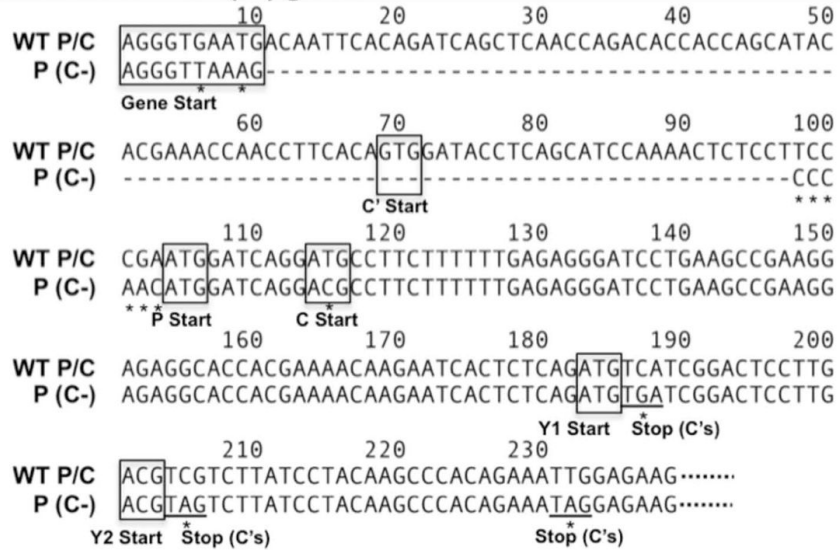 10 20 30 40 50
WT P/C AGGGTGAATGACAATTCACAGATCAGCTCAACCAGACACCACCAGCATAC
P (C-) AGGGTTAAAG----------------------------------------
* *
Gene Start
60 70 80 90 100
WT P/C ACGAAACCAACCTTCACAGTGGATACCTCAGCATCCAAAACTCTCCTTCC
P (C-) -----------------------------------------------CCC
* * *
C' Start
110 120 130 140 150
WT P/C CGAATGGATCAGGATGCCTTCTTTTTTGAGAGGGATCCTGAAGCCGAAGG
P (C-) AACATGGATCAGGACGCCTTCTTTTTTGAGAGGGATCCTGAAGCCGAAGG
* * * *
P Start C Start
160 170 180 190 200
WT P/C AGAGGCACCACGAAAACAAGAATCACTCTCAGATGTCATCGGACTCCTTG
P (C-) AGAGGCACCACGAAAACAAGAATCACTCTCAGATGTGATCGGACTCCTTG
*
Y1 Start Stop (C's)
210 220 230
WT P/C ACGTCGTCTTATCCTACAAGCCCACAGAAATTGGAGAAG........
P (C-) ACGTAGTCTTATCCTACAAGCCCACAGAAATAGGAGAAG........
* *
Y2 Start Stop (C's) Stop (C's)